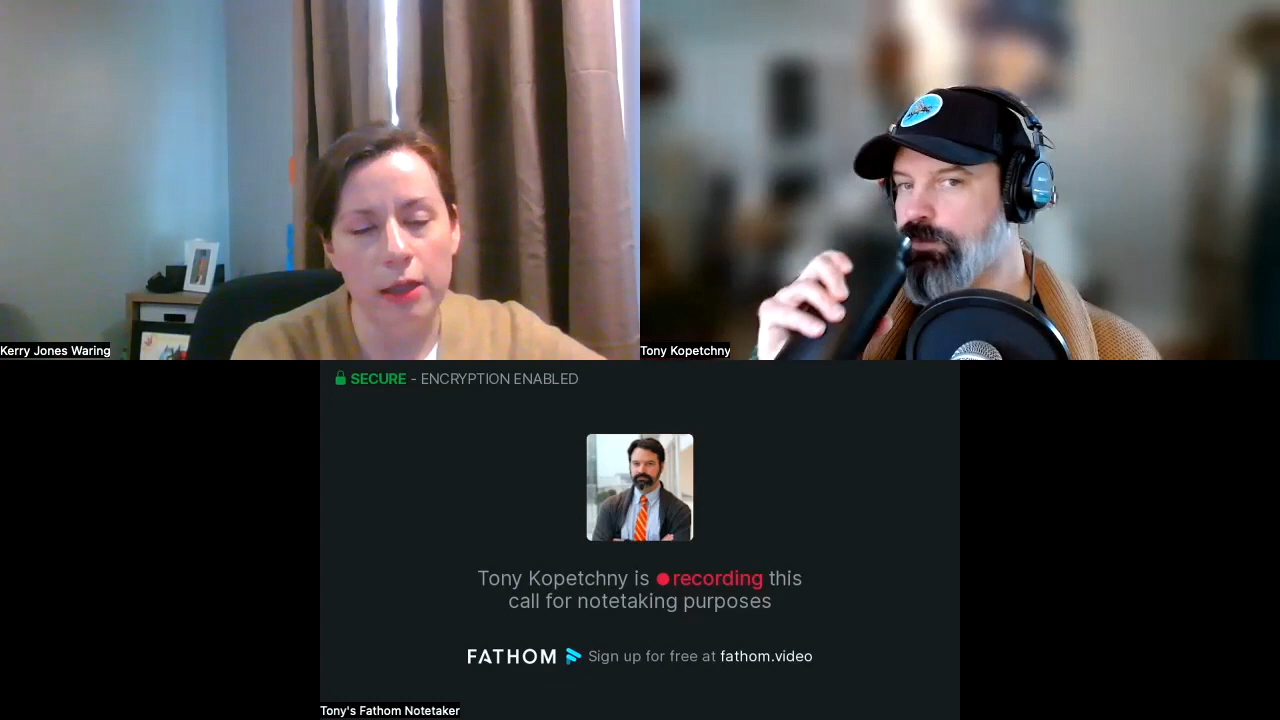 Kerry Jones Waring
Tony Kopetchny
SECURE - ENCRYPTION ENABLED
Tony Kopetchny is recording this
call for notetaking purposes
FATHOM Sign up for free at fathom.video
Tony's Fathom Notetaker